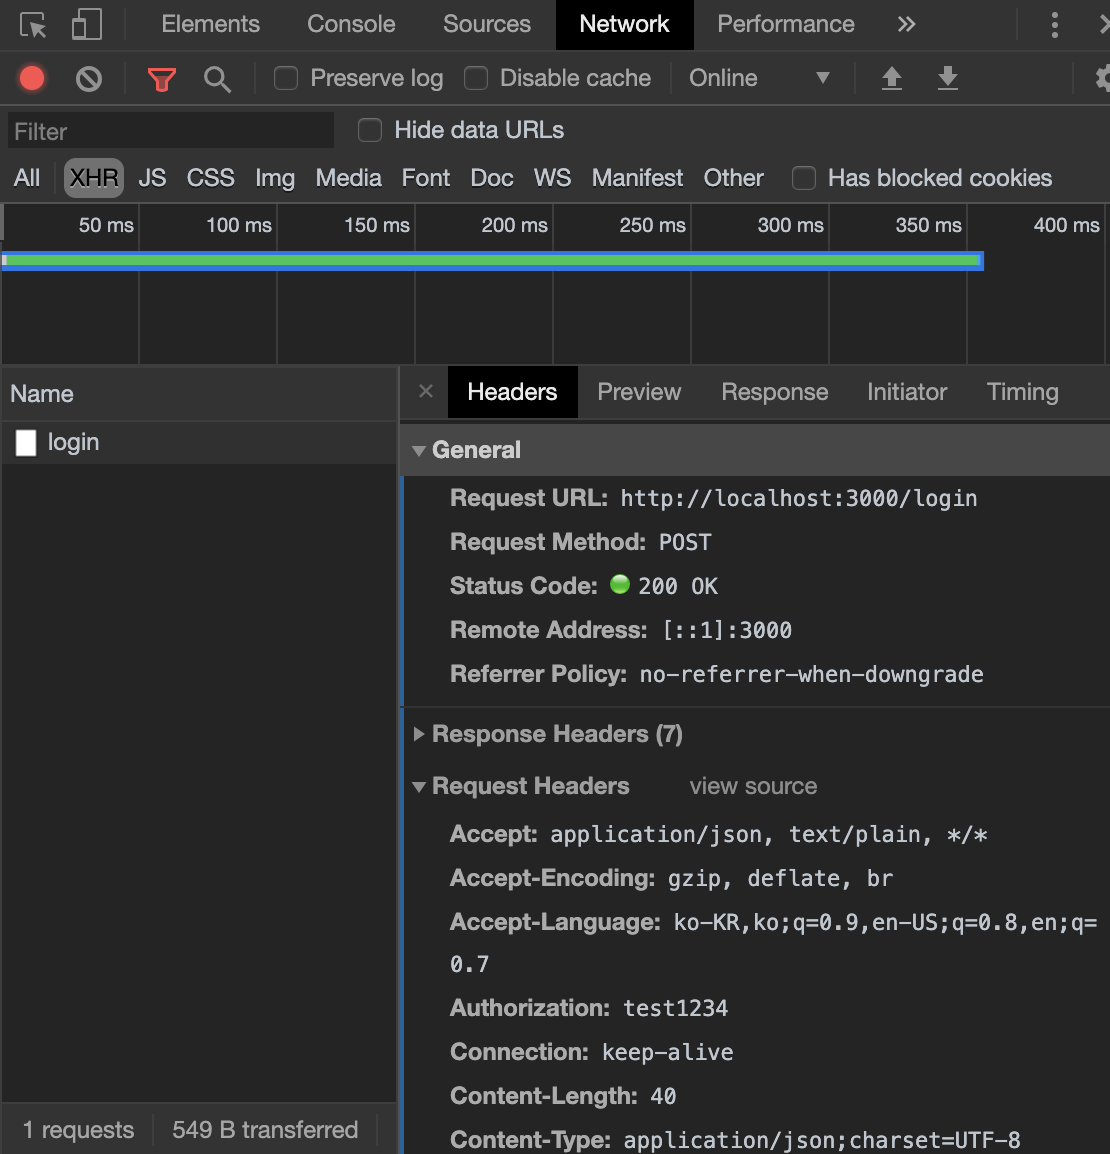 Elements Console Sources Network Performance »
Preserve log Disable cache Online ▼
Filter Hide data URLs
All XHR JS CSS Img Media Font Doc WS Manifest Other Has blocked cookies
50 ms 100 ms 150 ms 200 ms 250 ms 300 ms 350 ms 400 ms
Name
login
× Headers Preview Response Initiator Timing
▼ General
Request URL: http://localhost:3000/login
Request Method: POST
Status Code: 200 OK
Remote Address: [::1]:3000
Referrer Policy: no-referrer-when-downgrade
▶ Response Headers (7)
▼ Request Headers view source
Accept: application/json, text/plain, */*
Accept-Encoding: gzip, deflate, br
Accept-Language: ko-KR,ko;q=0.9,en-US;q=0.8,en;q=
0.7
Authorization: test1234
Connection: keep-alive
Content-Length: 40
Content-Type: application/json;charset=UTF-8
1 requests 549 B transferred